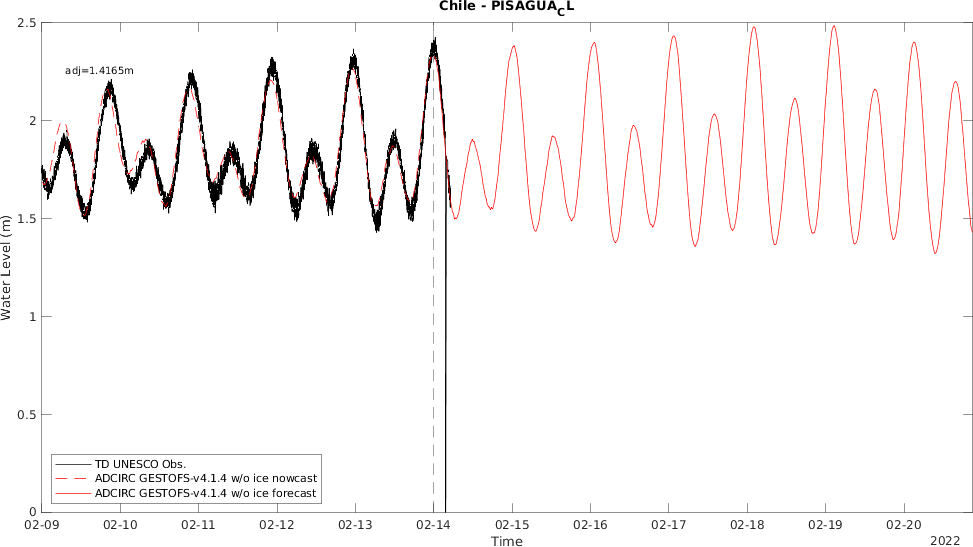 Chile - PISAGUA_CL
2.5
adj=1.4165m
2
1.5
Water Level (m)
1
0.5
TD UNESCO Obs.
ADCIRC GESTOFS-v4.1.4 w/o ice nowcast
ADCIRC GESTOFS-v4.1.4 w/o ice forecast
0
02-09 02-10 02-11 02-12 02-13 02-14 02-15 02-16 02-17 02-18 02-19 02-20
Time
2022